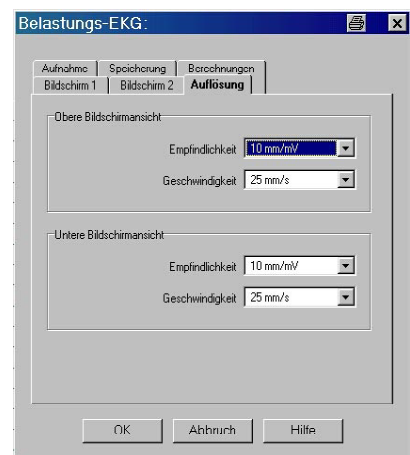 Belastungs-EKG:
Aufnahme Speicherung Berechnungen
Bildschirm 1 Bildschirm 2 Auflösung
Obere Bildschirmansicht
Empfindlichkeit 10 mm/mV
Geschwindigkeit 25 mm/s
Untere Bildschirmansicht
Empfindlichkeit 10 mm/mV
Geschwindigkeit 25 mm/s
OK Abbruch Hilfe